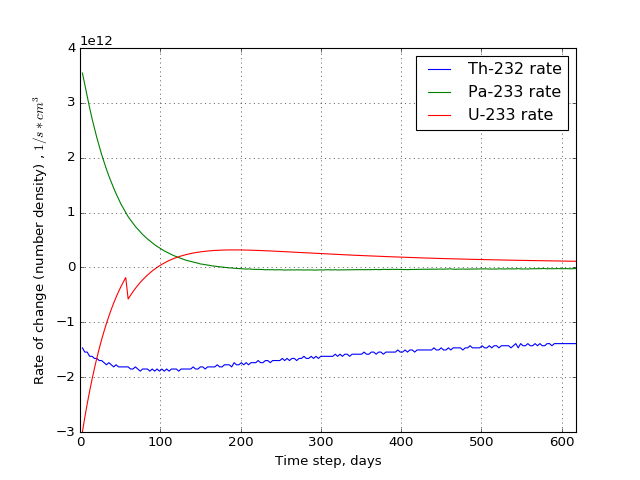 1e12
4
3
2
1
0
−1
−2
−3
0 100 200 300 400 500 600
Time step, days
Rate of change (number density) , 1/s ∗ cm³
Th-232 rate
Pa-233 rate
U-233 rate